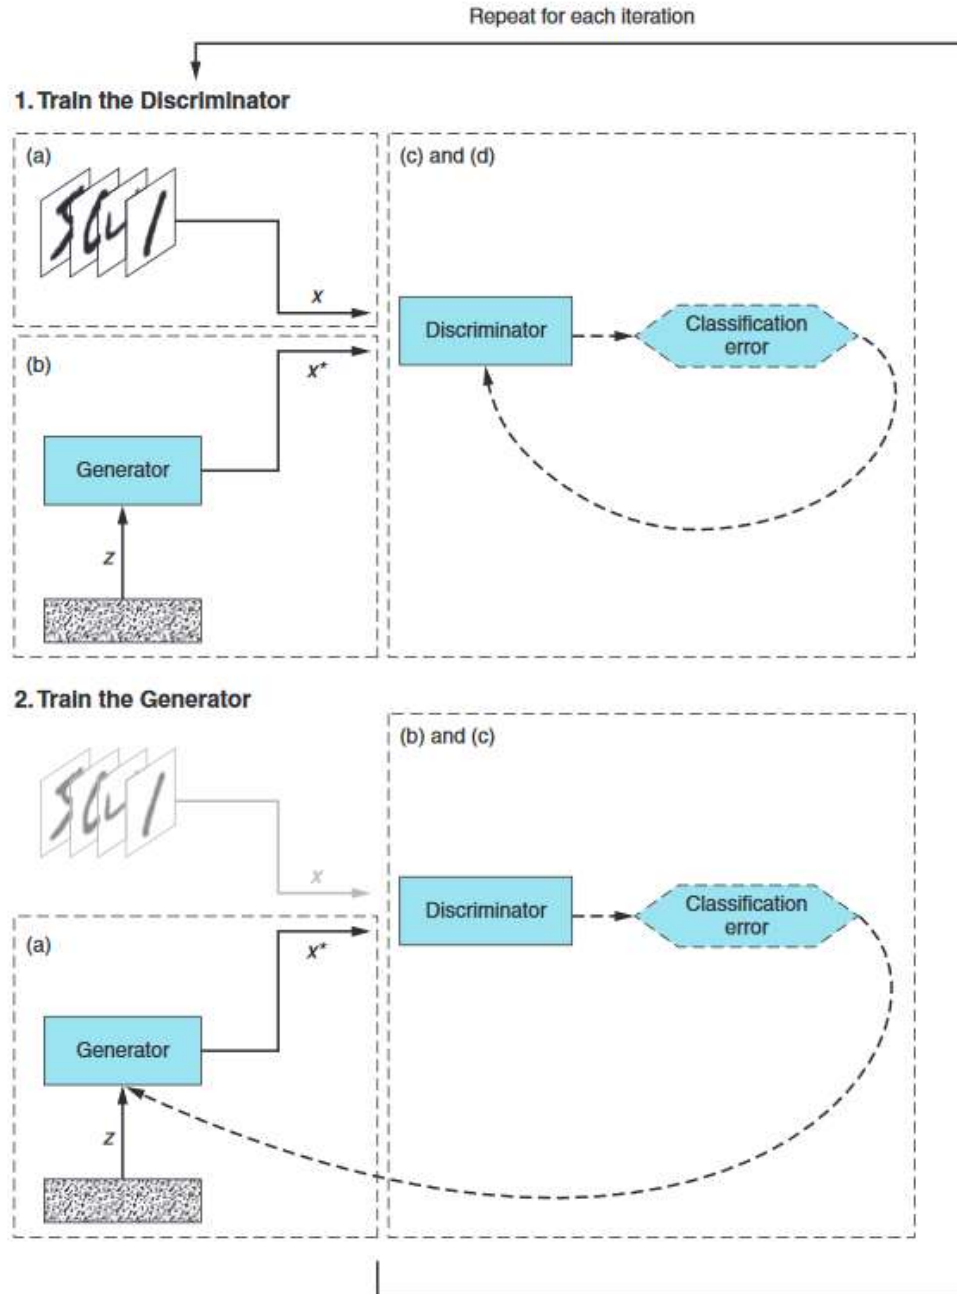 Repeat for each iteration
1. Train the Discriminator
(a)
x
(b)
x*
Generator
z
(c) and (d)
Discriminator
Classification
error
2. Train the Generator
x
(a)
x*
Generator
z
(b) and (c)
Discriminator
Classification
error